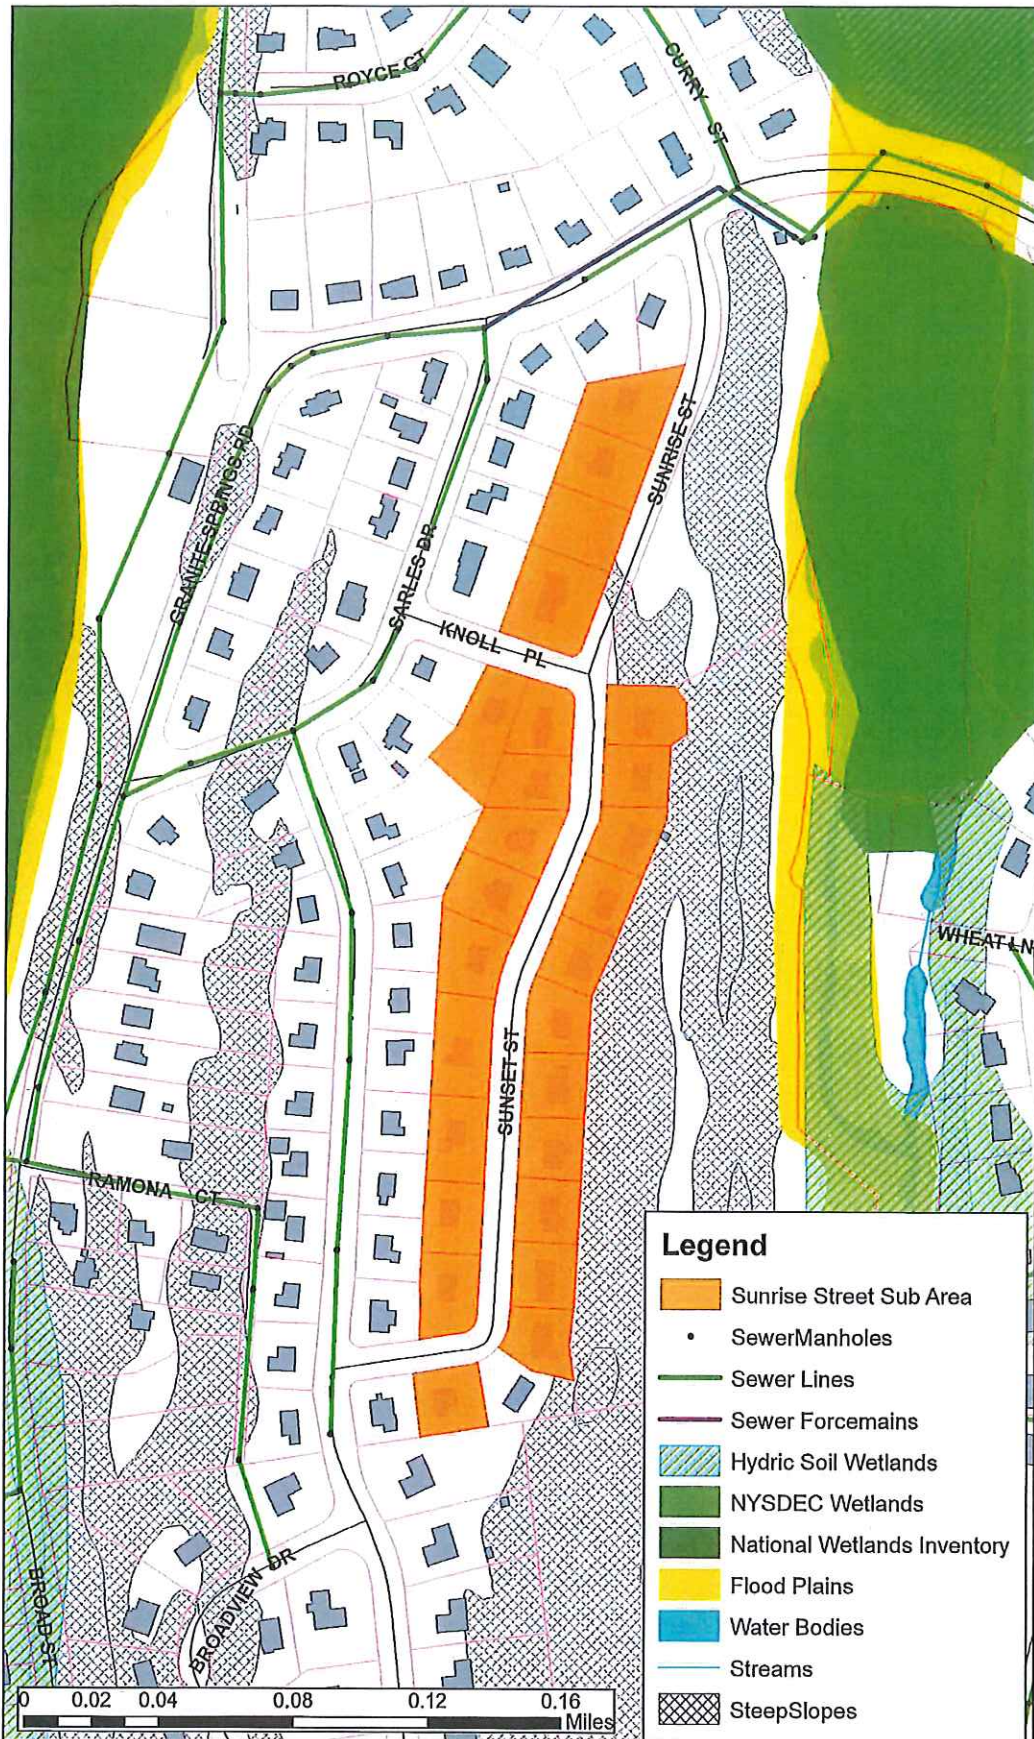 ROYCE CT
CURRY ST
SUNRISE ST
GRANITE SPRINGS RD
SARLES DR
KNOLL PL
WHEAT LN
SUNSET ST
RAMONA CT
BROADVIEW DR
BROAD ST
Legend
Sunrise Street Sub Area
SewerManholes
Sewer Lines
Sewer Forcemains
Hydric Soil Wetlands
NYSDEC Wetlands
National Wetlands Inventory
Flood Plains
Water Bodies
Streams
SteepSlopes
0 0.02 0.04 0.08 0.12 0.16
Miles